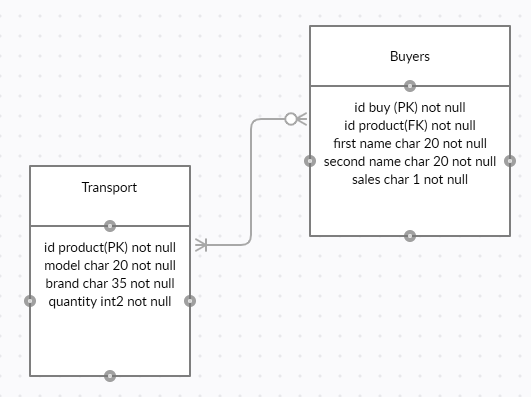 Buyers
id buy (PK) not null
id product(FK) not null
first name char 20 not null
second name char 20 not null
sales char 1 not null
Transport
id product(PK) not null
model char 20 not null
brand char 35 not null
quantity int2 not null